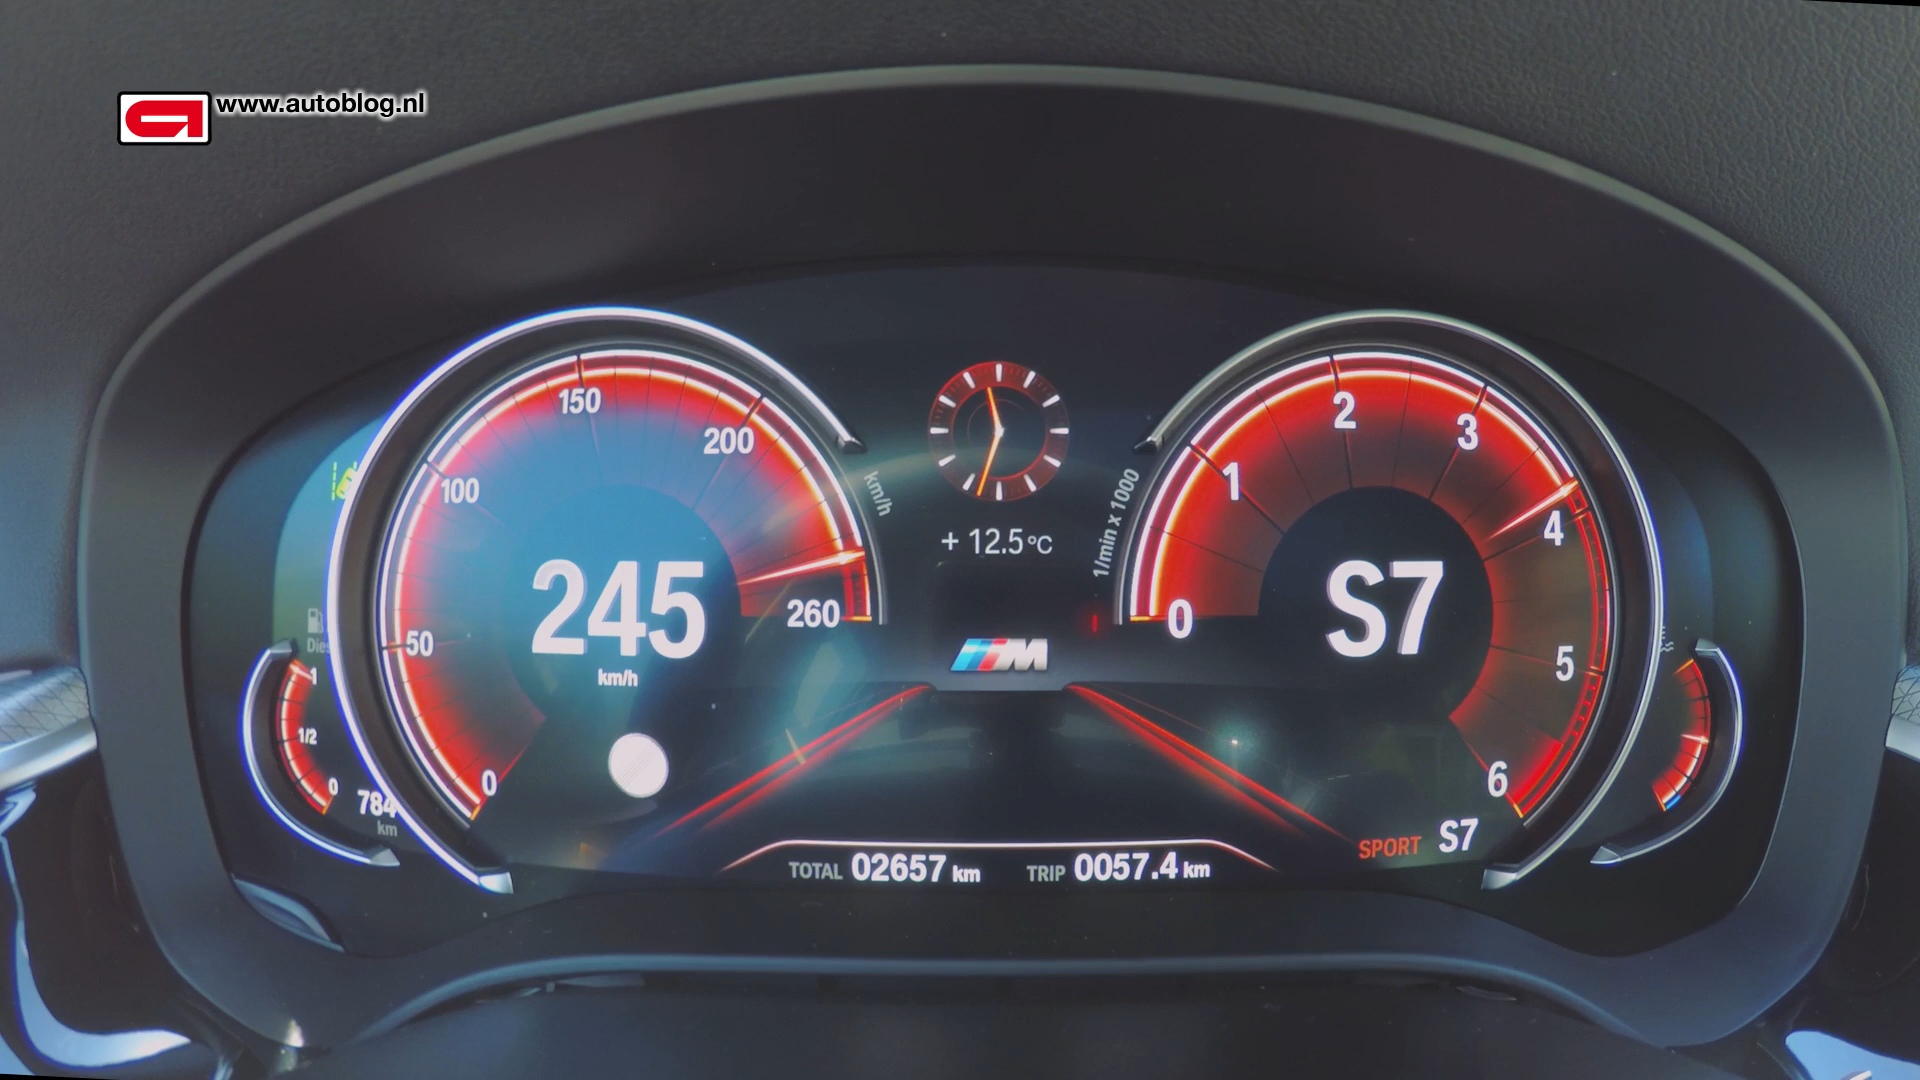 www.autoblog.nl
0
50
100
150
200
260
km/h
245
km/h
+ 12.5°C
M
1/min x 1000
0
1
2
3
4
5
6
S7
1
1/2
0
784
km
SPORT S7
TOTAL 02657 km
TRIP 0057.4 km